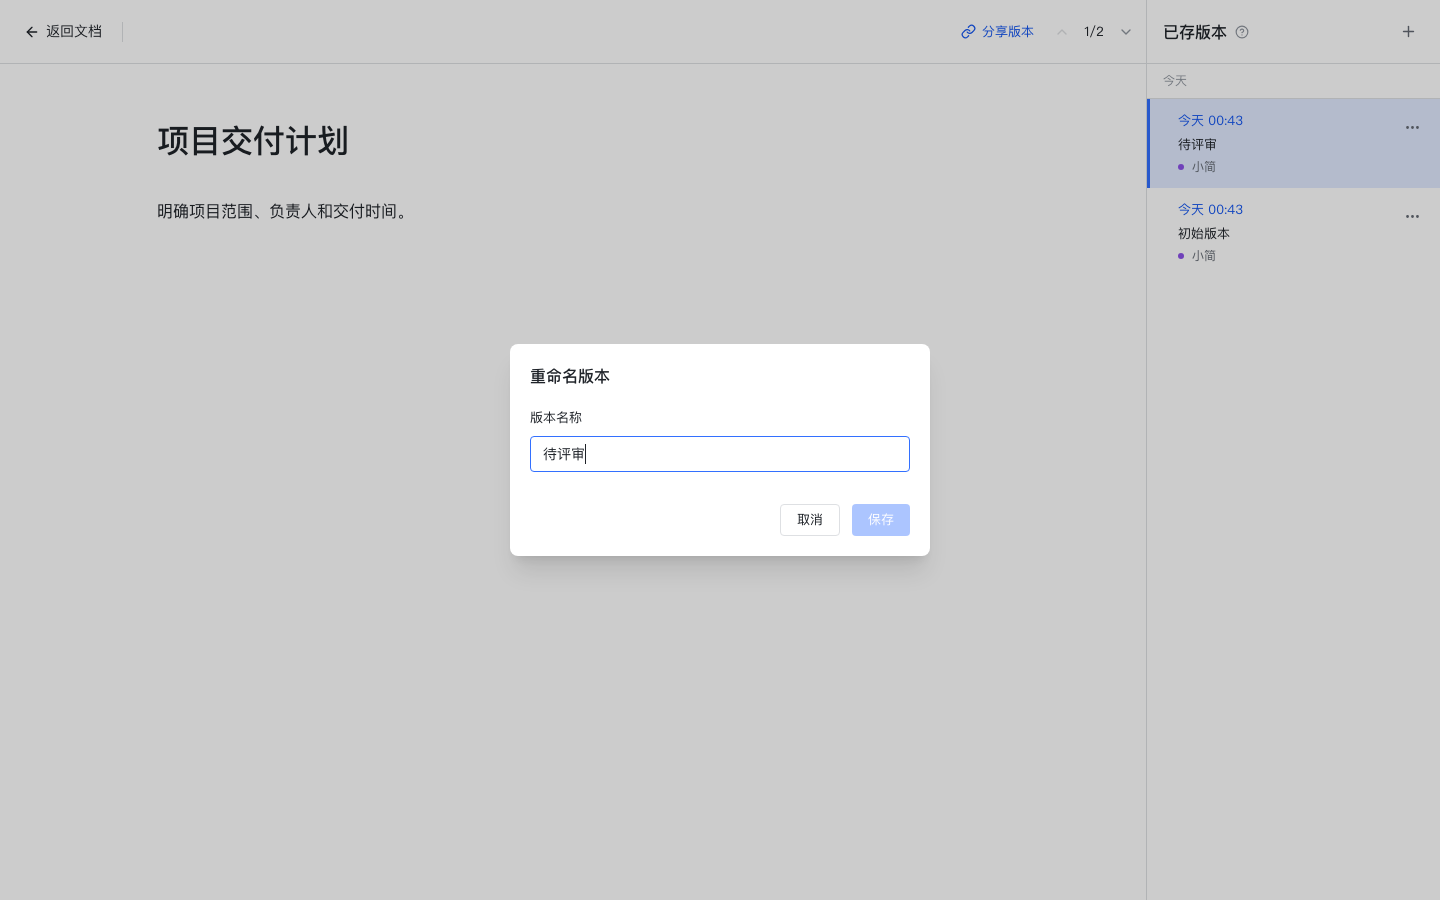 返回文档
分享版本
1/2
已存版本
今天
今天 00:43
待评审
小简
今天 00:43
初始版本
小简
项目交付计划
明确项目范围、负责人和交付时间。
重命名版本
版本名称
待评审
取消
保存